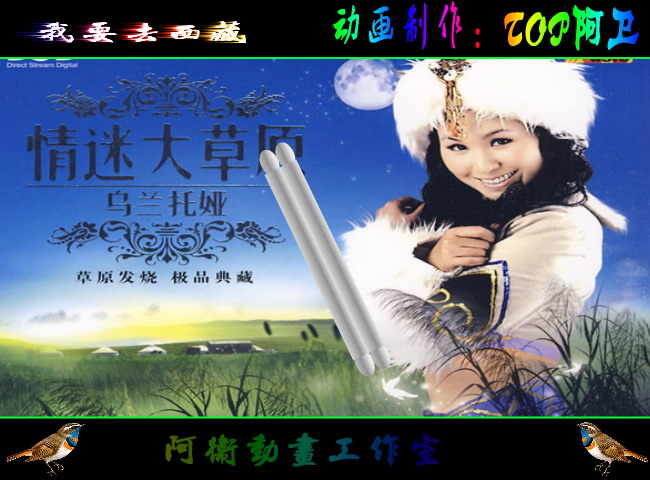 我要去西藏
动画制作：TOP阿卫
Direct Stream Digital
情迷大草原
乌兰托娅
草原发烧 极品典藏
阿衛動畫工作室